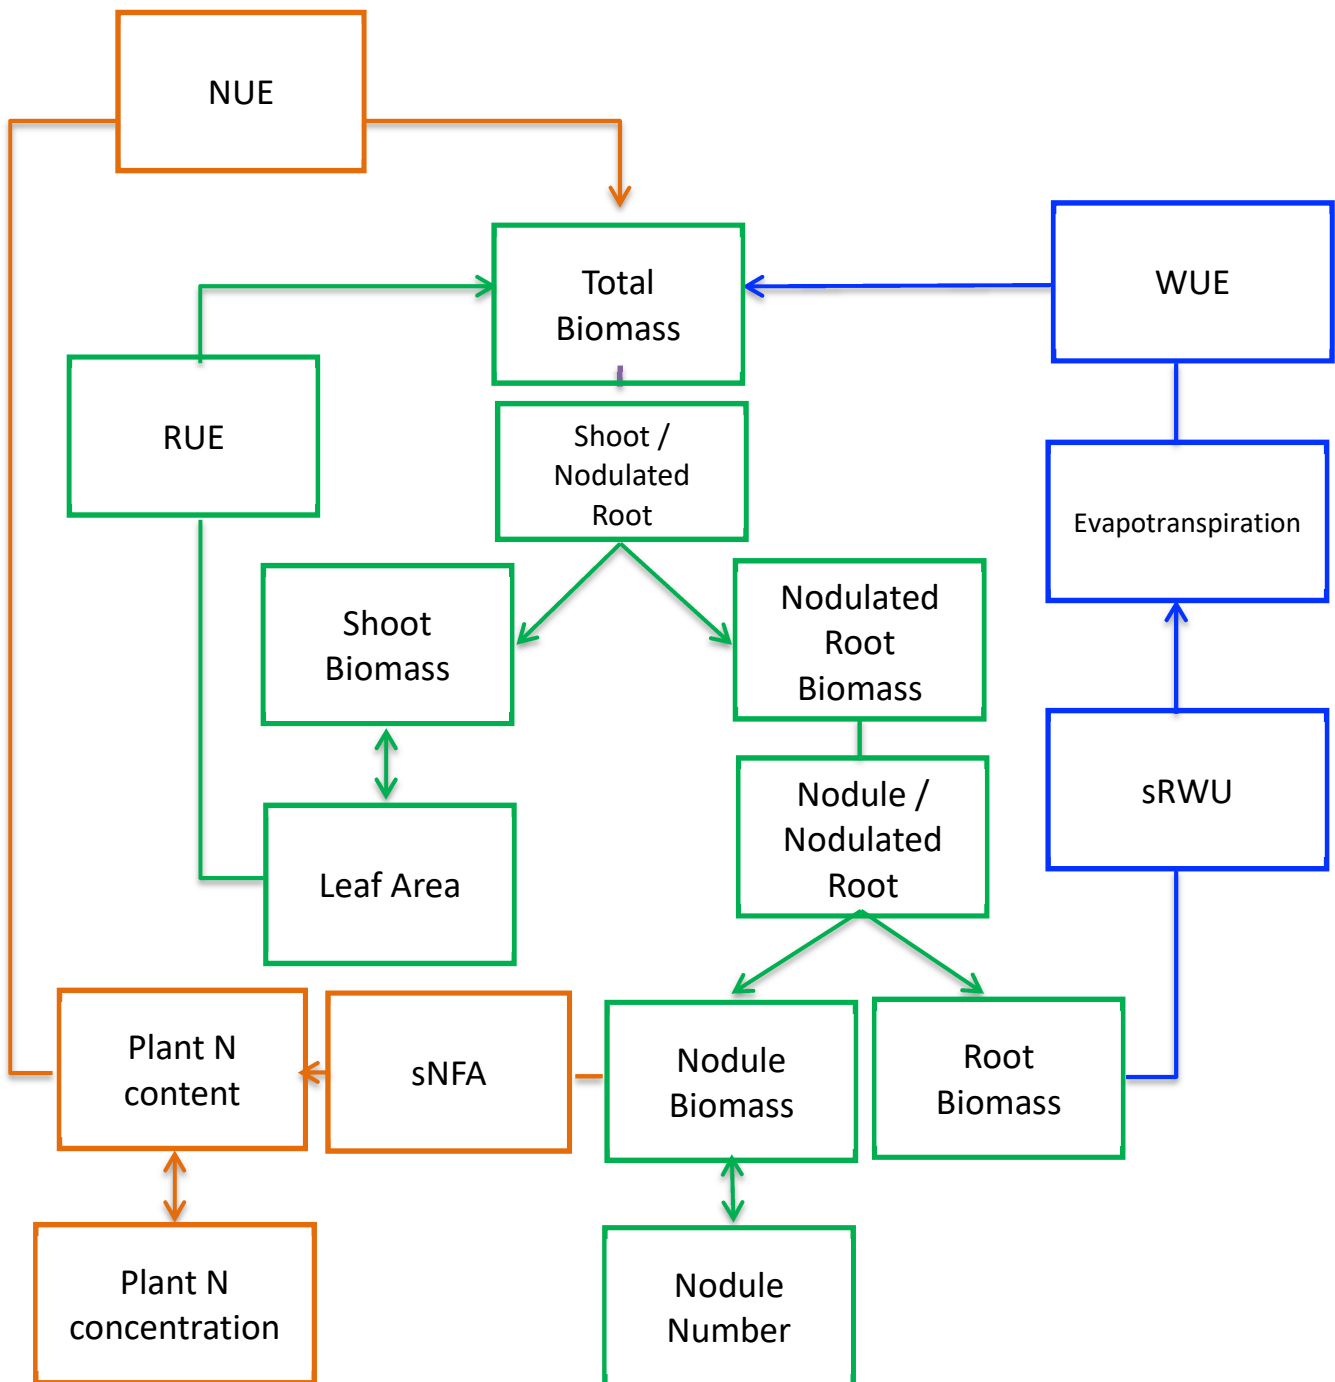 NUE
Total
Biomass
WUE
RUE
Shoot /
Nodulated
Root
Evapotranspiration
Shoot
Biomass
Nodulated
Root
Biomass
sRWU
Nodule /
Nodulated
Root
Leaf Area
Plant N
content
sNFA
Nodule
Biomass
Root
Biomass
Plant N
concentration
Nodule
Number